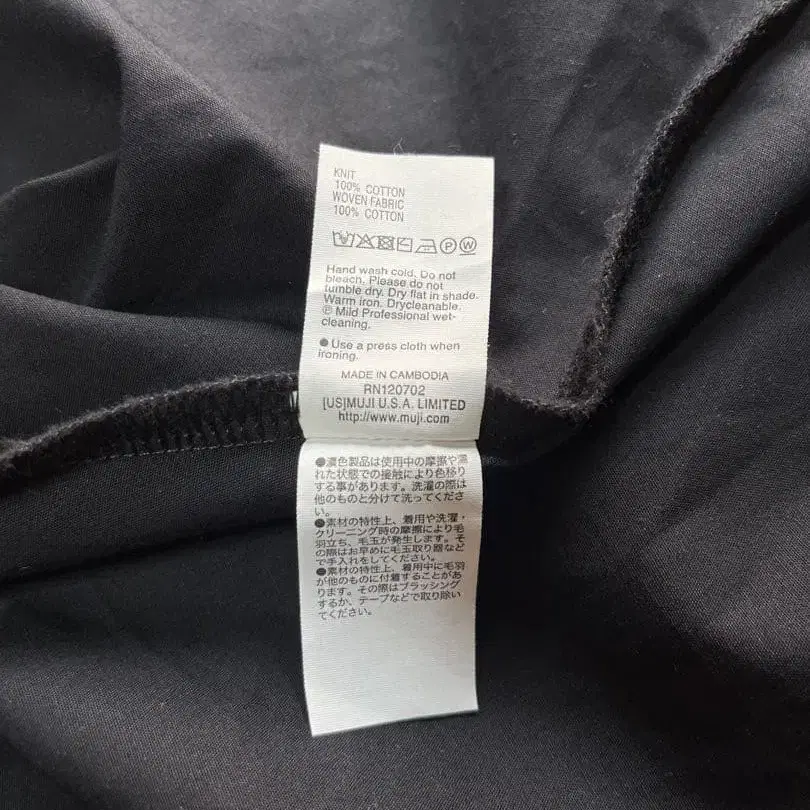 KNIT
100% COTTON
WOVEN FABRIC
100% COTTON
P W
Hand wash cold. Do not
bleach. Please do not
tumble dry. Dry flat in shade.
Warm iron. Drycleanable.
Ⓟ Mild Professional wet-
cleaning.
●Use a press cloth when
ironing.
MADE IN CAMBODIA
RN120702
[US]MUJI U.S.A. LIMITED
http://www.muji.com
●濃色製品は使用中の摩擦や濡
れた状態での接触により色移り
する事があります。洗濯の際は
他のものと分けて洗ってくださ
い。
●素材の特性上、着用や洗濯・
クリーニング時の摩擦により毛
羽立ち、毛玉が発生します。そ
の際はお早めに毛玉取り器など
で手入れをしてください。
●素材の特性上、着用中に毛羽
が他のものに付着することがあ
ります。その際はブラッシング
するか、テープなどで取り除い
てください。